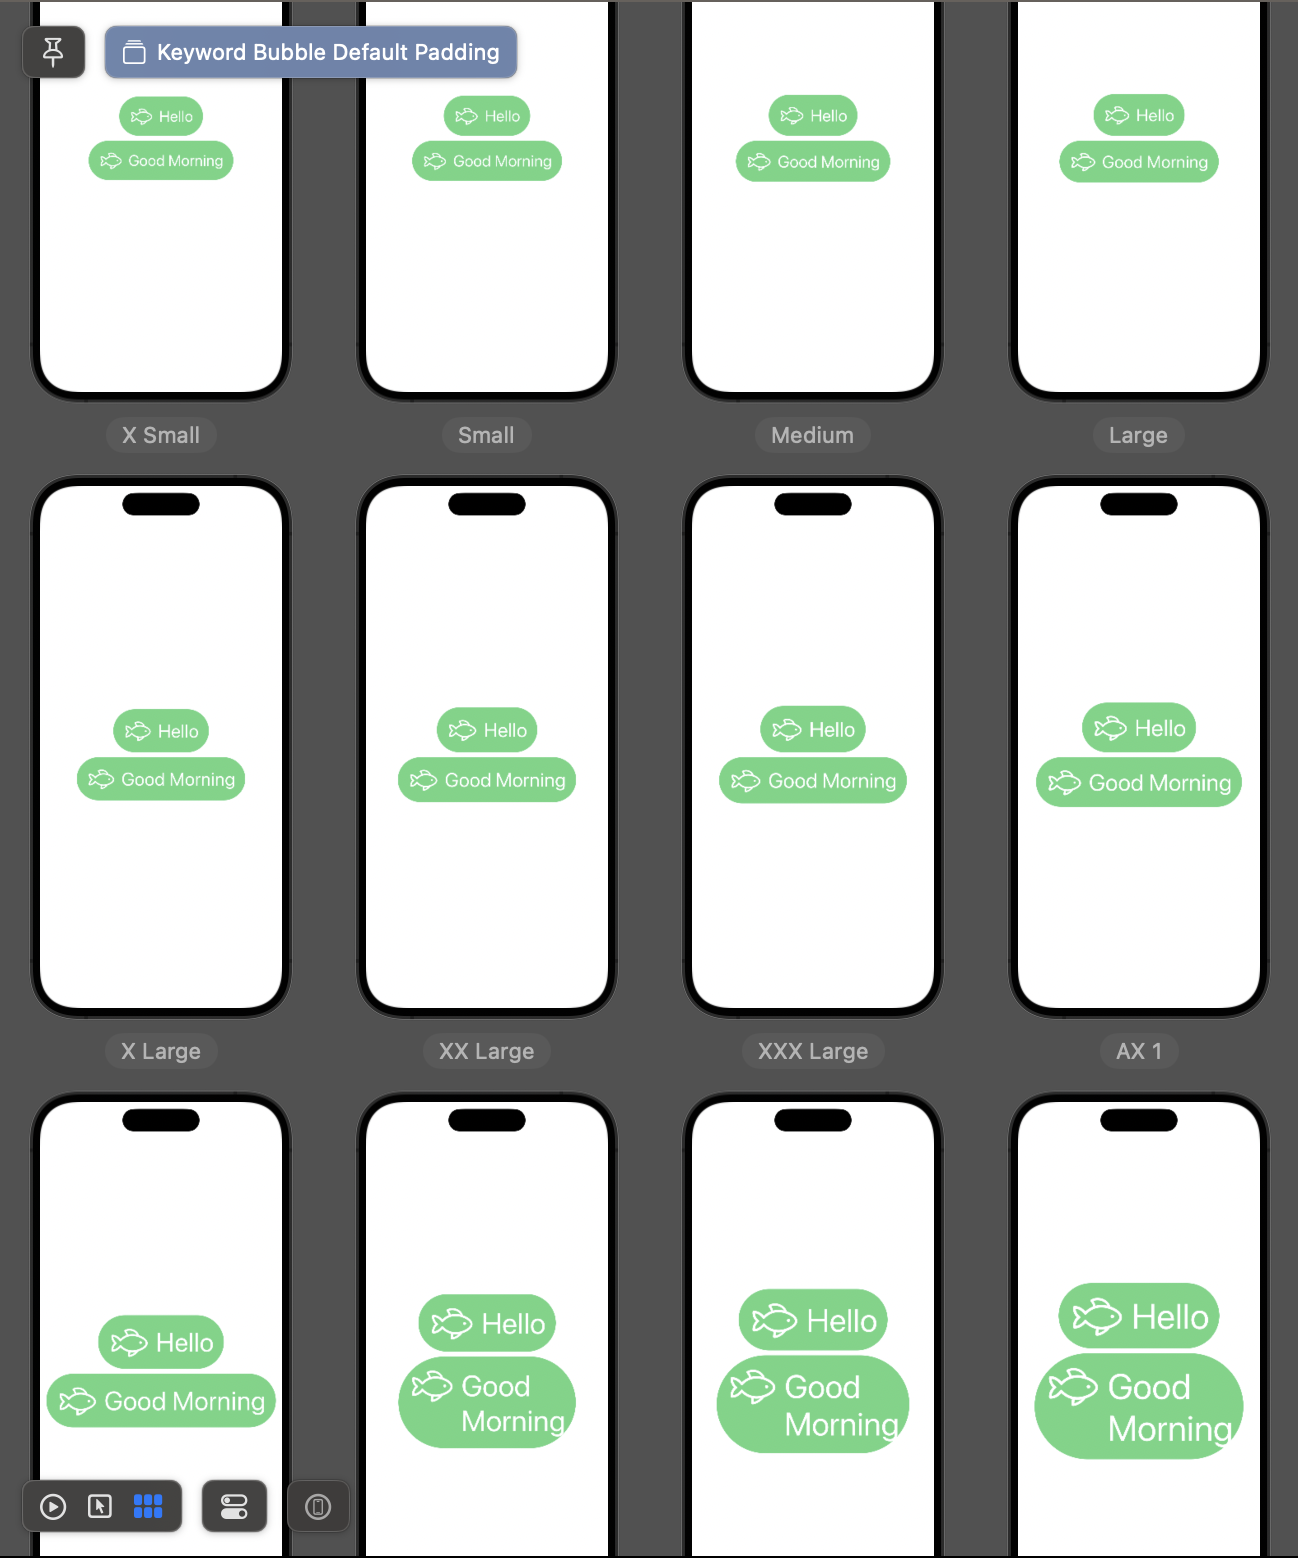 Keyword Bubble Default Padding
Hello
Good Morning
Hello
Good Morning
Hello
Good Morning
Hello
Good Morning
X Small
Small
Medium
Large
Hello
Good Morning
Hello
Good Morning
Hello
Good Morning
Hello
Good Morning
X Large
XX Large
XXX Large
AX 1
Hello
Good Morning
Hello
Good
Morning
Hello
Good
Morning
Hello
Good
Morning